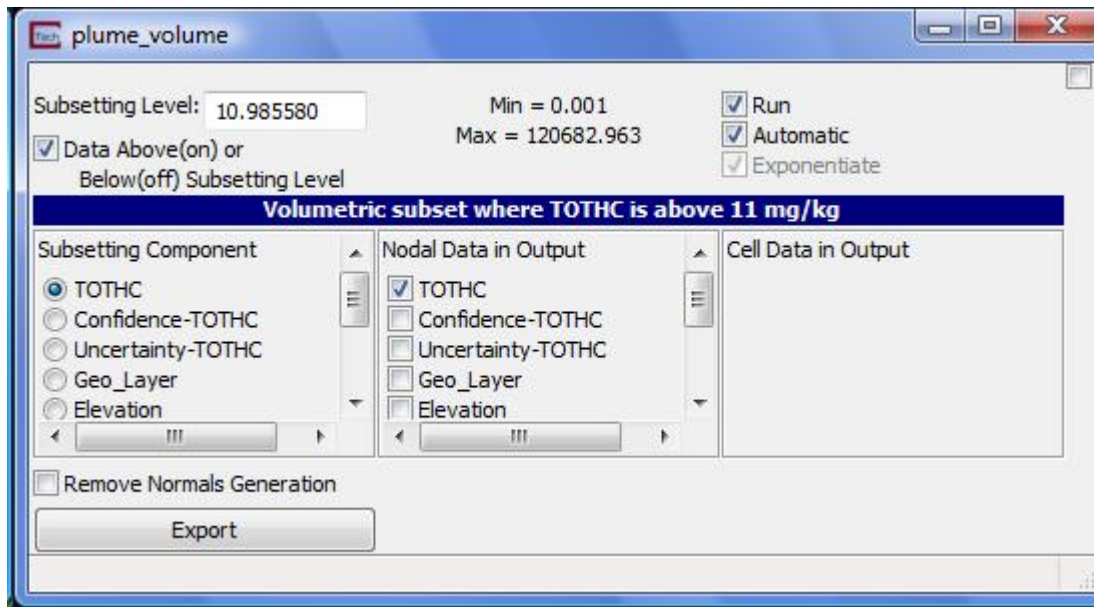 Tech plume_volume
Subsetting Level: 10.985580
Min = 0.001
Max = 120682.963
Run
Automatic
Exponentiate
Data Above(on) or
Below(off) Subsetting Level
Volumetric subset where TOTHC is above 11 mg/kg
Subsetting Component
TOTHC
Confidence-TOTHC
Uncertainty-TOTHC
Geo_Layer
Elevation
Nodal Data in Output
TOTHC
Confidence-TOTHC
Uncertainty-TOTHC
Geo_Layer
Elevation
Cell Data in Output
Remove Normals Generation
Export